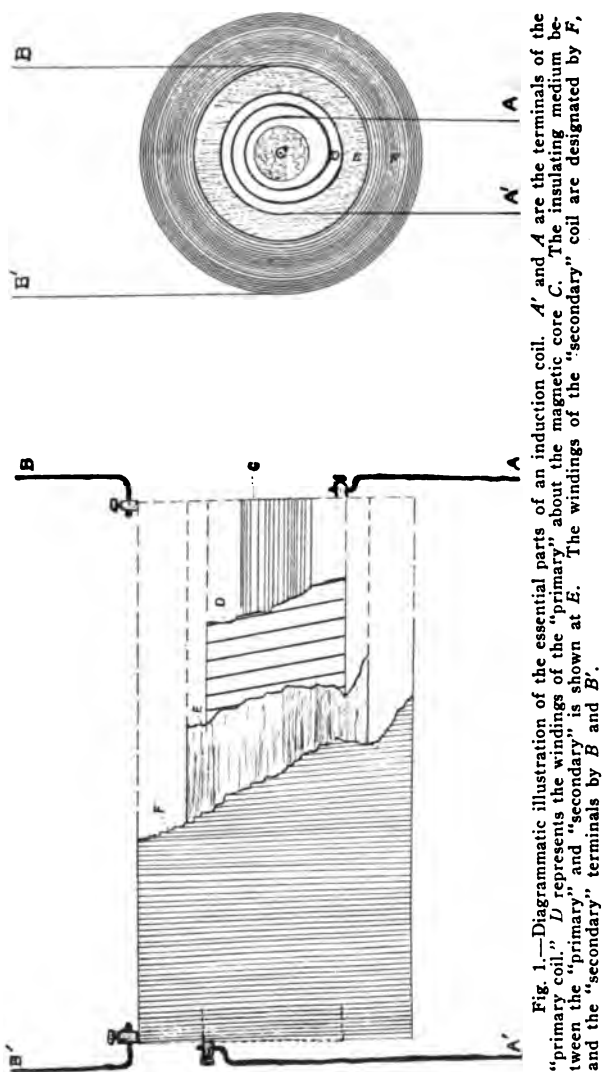 B'
B
A'
A
C
D
E
F
B'
B
A'
A
C
D
E
F
Fig. 1.—Diagrammatic illustration of the essential parts of an induction coil. A' and A are the terminals of the
"primary coil." D represents the windings of the "primary" about the magnetic core C. The insulating medium be-
tween the "primary" and "secondary" is shown at E. The windings of the "secondary" coil are designated by F,
and the "secondary" terminals by B and B'.